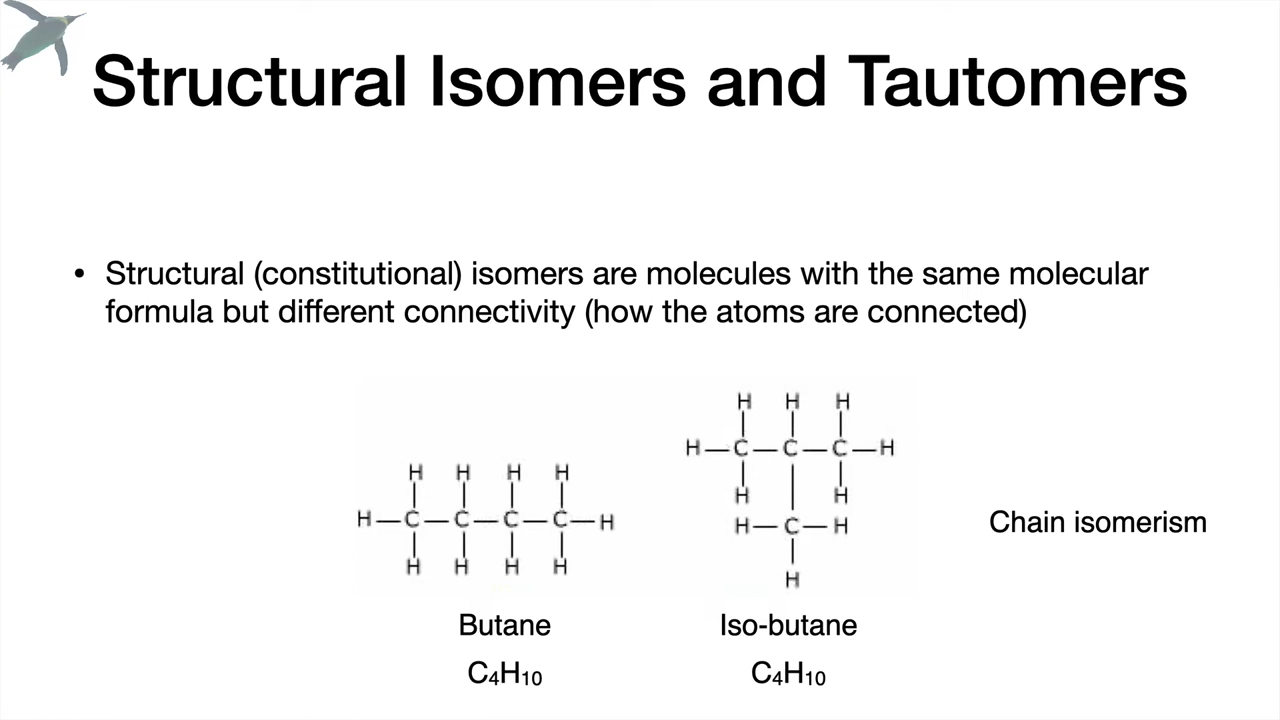 Structural Isomers and Tautomers
• Structural (constitutional) isomers are molecules with the same molecular
formula but different connectivity (how the atoms are connected)
H H H
H—C—C—C—H
H H
H—C—H
H
H H H H
H—C—C—C—C—H
H H H H
Chain isomerism
Butane
Iso-butane
C₄H₁₀
C₄H₁₀